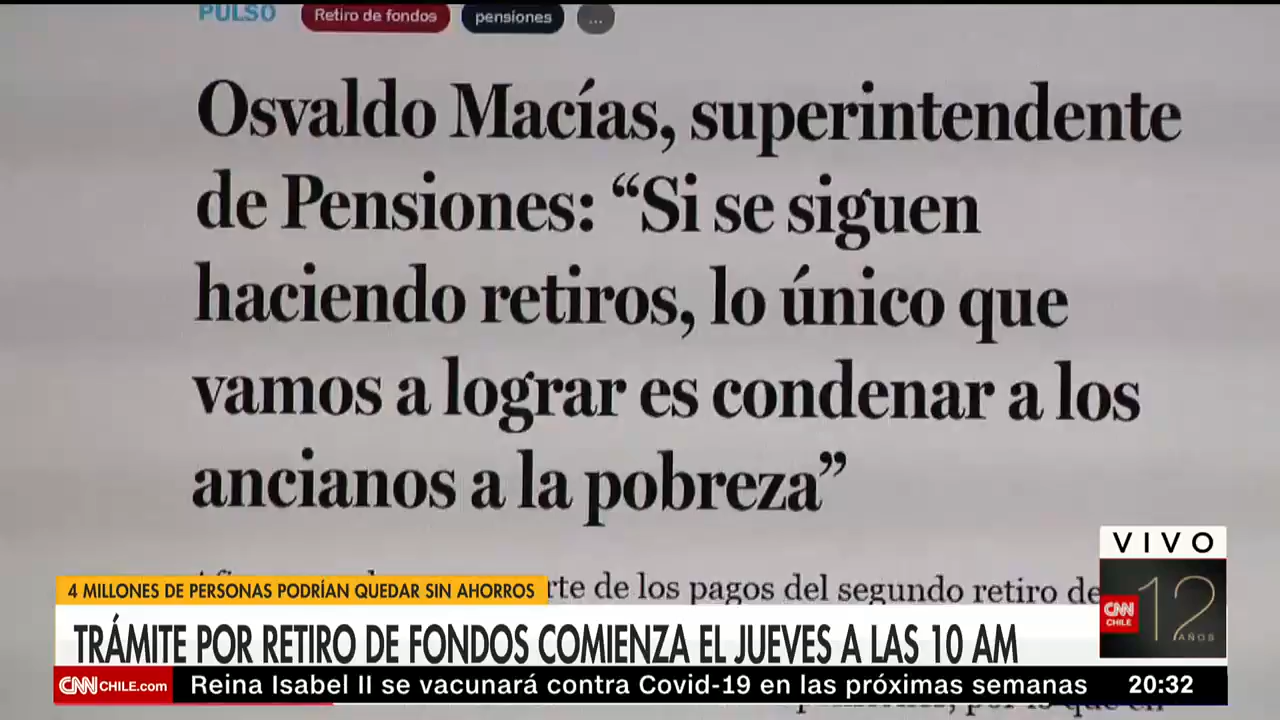 PULSO
Retiro de fondos
pensiones
...
Osvaldo Macías, superintendente
de Pensiones: “Si se siguen
haciendo retiros, lo único que
vamos a lograr es condenar a los
ancianos a la pobreza”
de los pagos del segundo retiro de
VIVO
CNN
CHILE
12
AÑOS
4 MILLONES DE PERSONAS PODRÍAN QUEDAR SIN AHORROS
TRÁMITE POR RETIRO DE FONDOS COMIENZA EL JUEVES A LAS 10 AM
CNNCHILE.com Reina Isabel II se vacunará contra Covid-19 en las próximas semanas 20:32